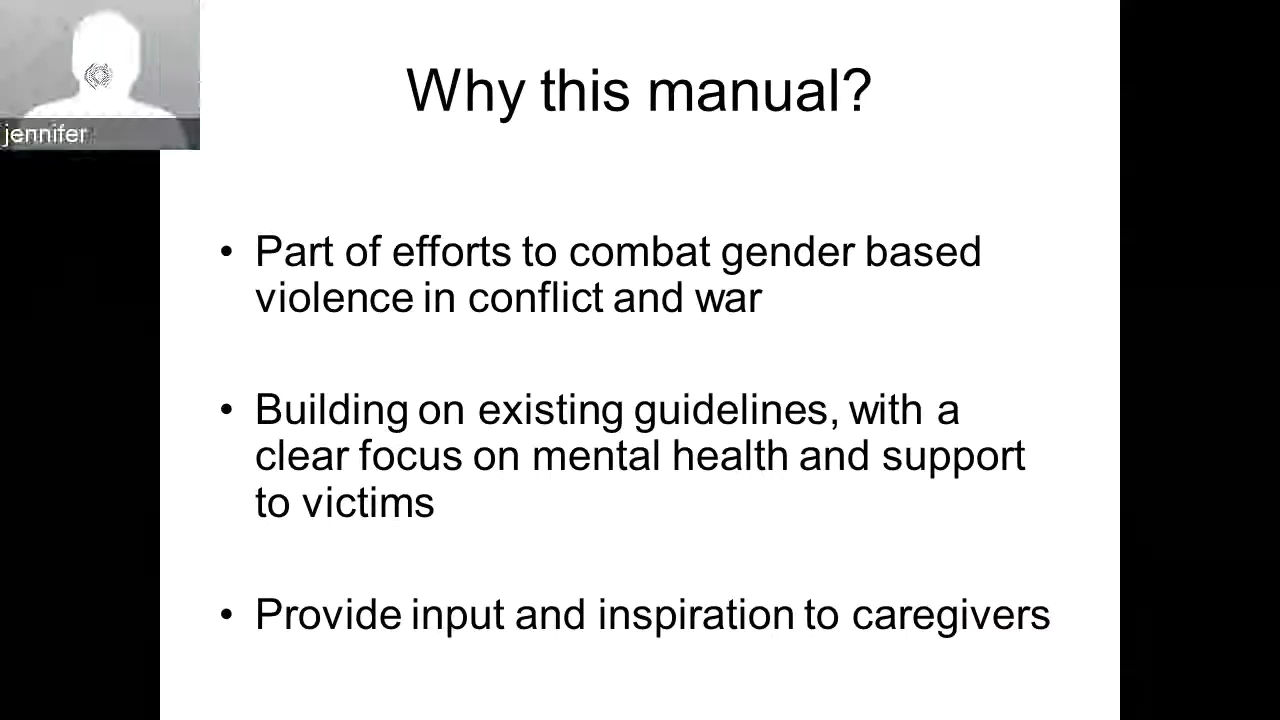 jennifer
Why this manual?
• Part of efforts to combat gender based
violence in conflict and war
• Building on existing guidelines, with a
clear focus on mental health and support
to victims
• Provide input and inspiration to caregivers